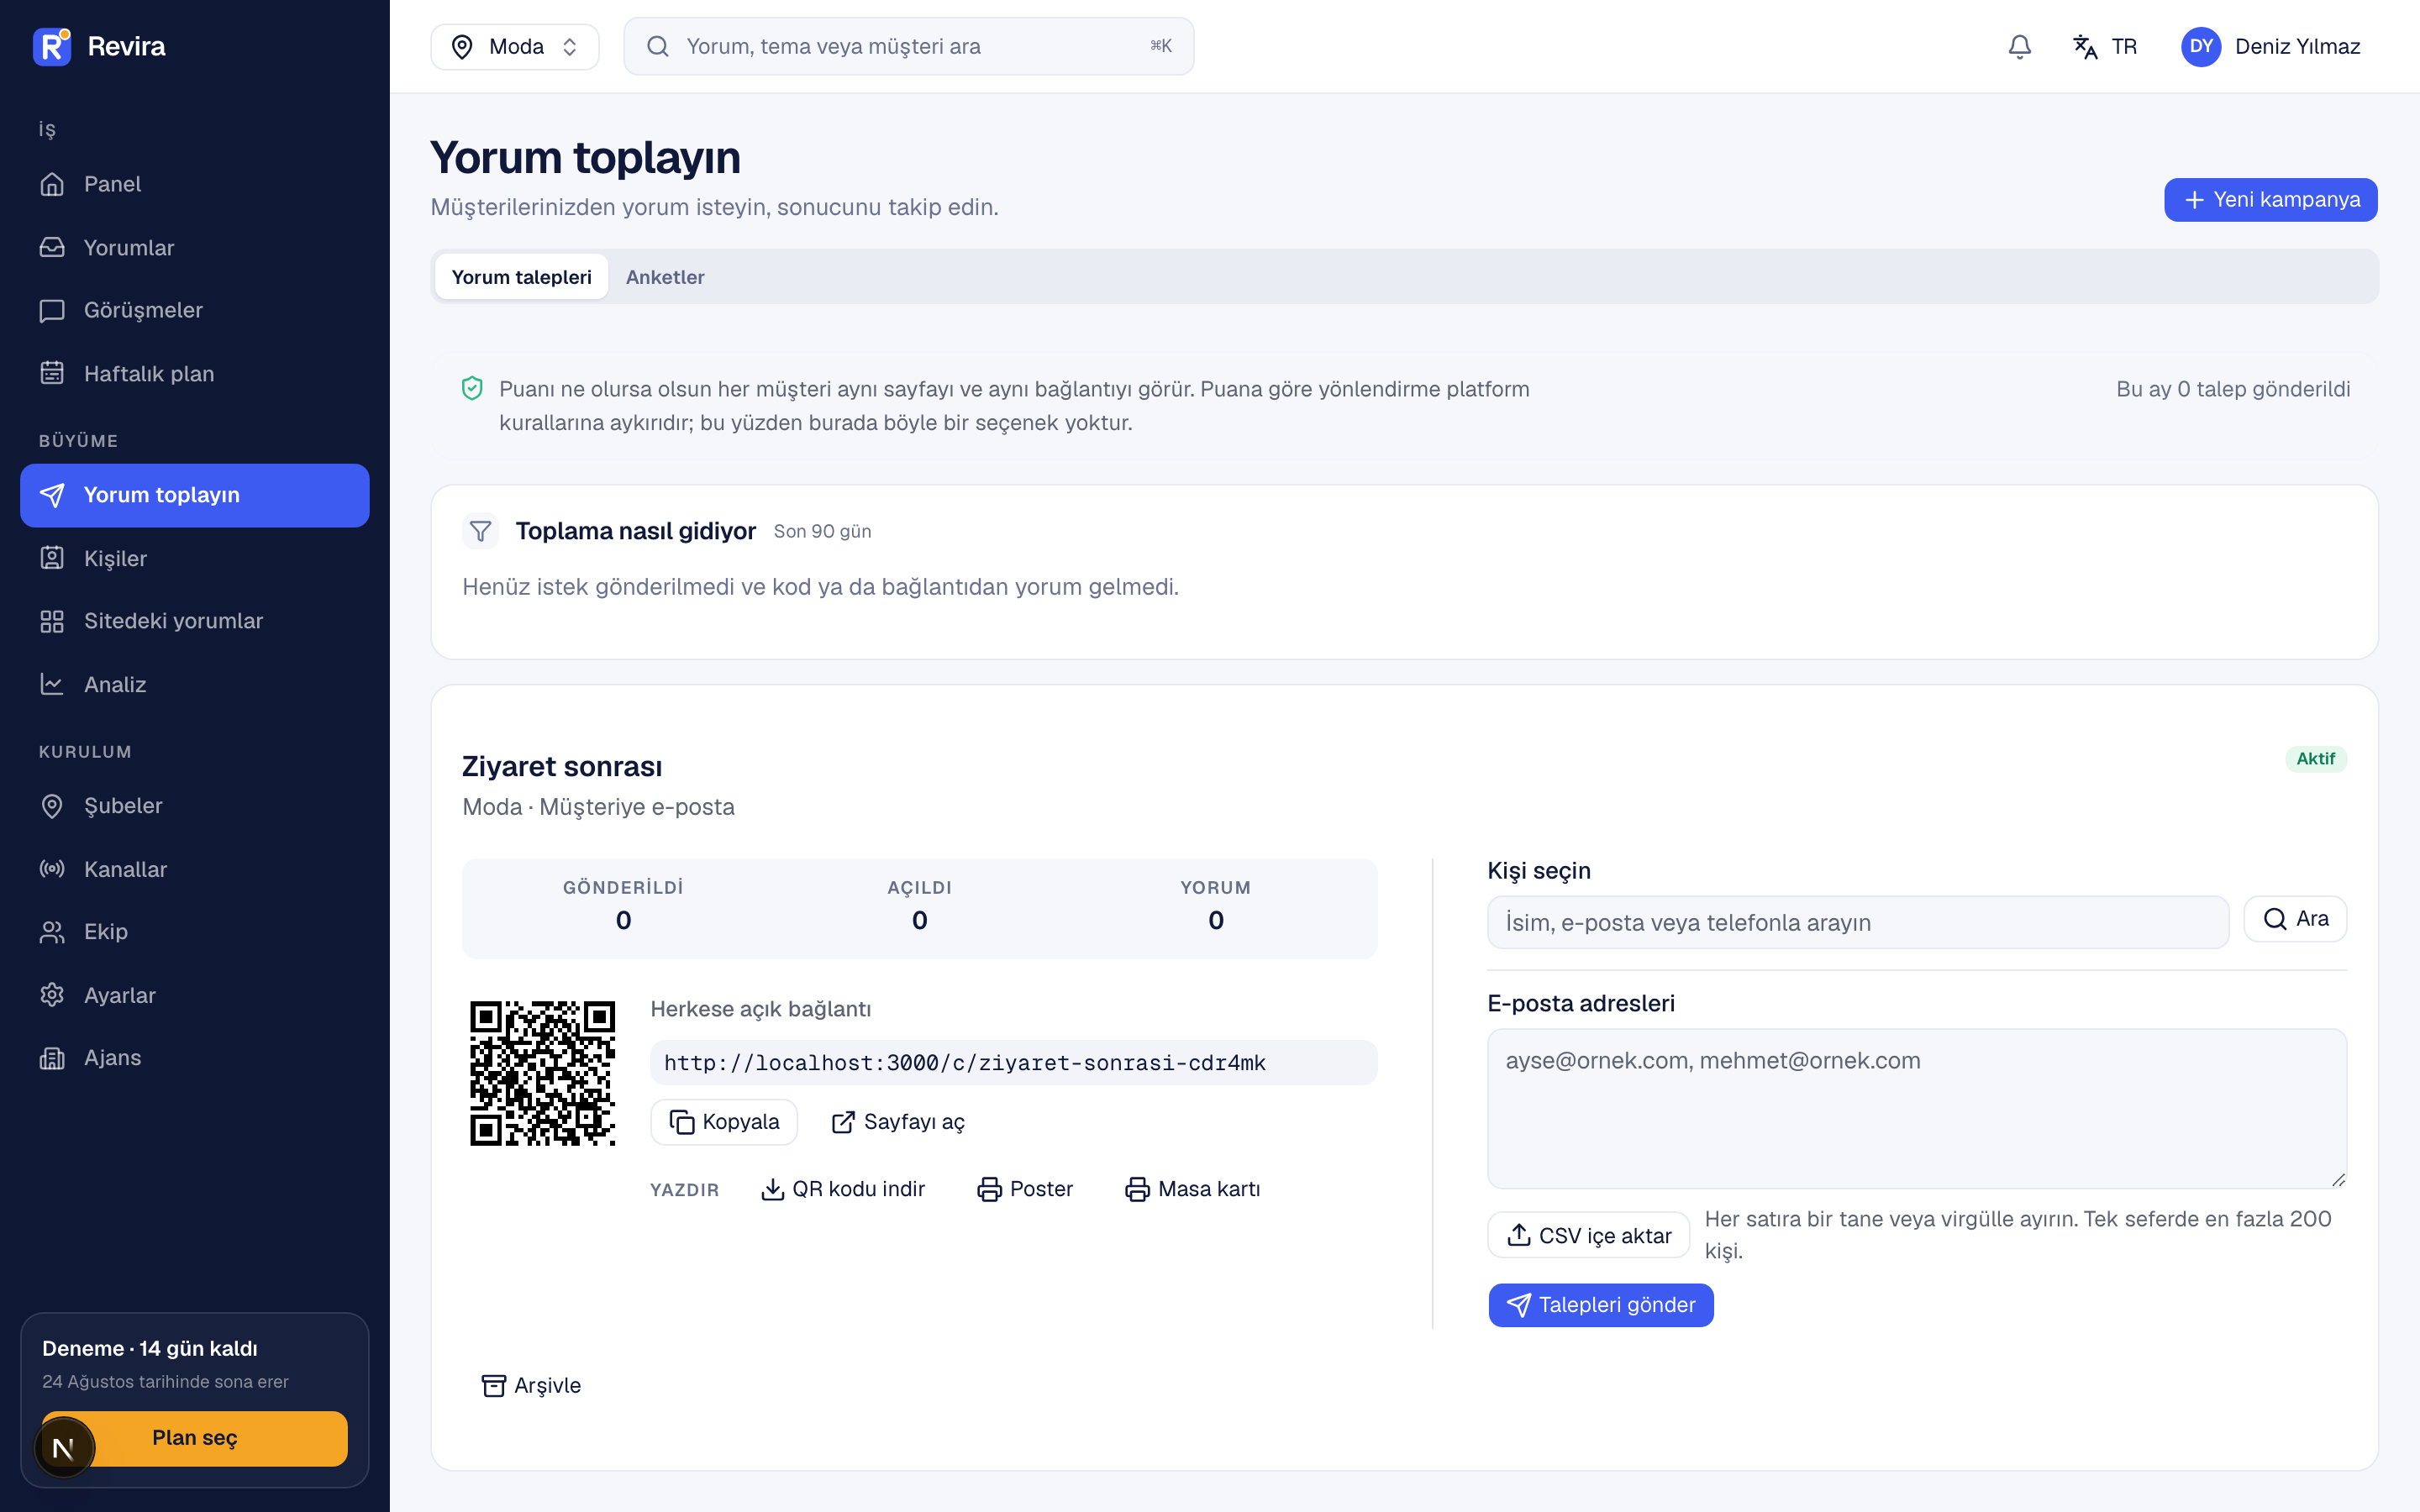 Revira
İŞ
Panel
Yorumlar
Görüşmeler
Haftalık plan
BÜYÜME
Yorum toplayın
Kişiler
Sitedeki yorumlar
Analiz
KURULUM
Şubeler
Kanallar
Ekip
Ayarlar
Ajans
Deneme · 14 gün kaldı
24 Ağustos tarihinde sona erer
Plan seç
N
Moda
Yorum, tema veya müşteri ara
⌘K
TR
DY
Deniz Yılmaz
Yorum toplayın
Müşterilerinizden yorum isteyin, sonucunu takip edin.
Yeni kampanya
Yorum talepleri
Anketler
Puanı ne olursa olsun her müşteri aynı sayfayı ve aynı bağlantıyı görür. Puana göre yönlendirme platform
kurallarına aykırıdır; bu yüzden burada böyle bir seçenek yoktur.
Bu ay 0 talep gönderildi
Toplama nasıl gidiyor
Son 90 gün
Henüz istek gönderilmedi ve kod ya da bağlantıdan yorum gelmedi.
Ziyaret sonrası
Aktif
Moda · Müşteriye e-posta
GÖNDERİLDİ
AÇILDI
YORUM
0
0
0
Herkese açık bağlantı
http://localhost:3000/c/ziyaret-sonrasi-cdr4mk
Kopyala
Sayfayı aç
YAZDIR
QR kodu indir
Poster
Masa kartı
Kişi seçin
İsim, e-posta veya telefonla arayın
Ara
E-posta adresleri
ayse@ornek.com, mehmet@ornek.com
CSV içe aktar
Her satıra bir tane veya virgülle ayırın. Tek seferde en fazla 200
kişi.
Talepleri gönder
Arşivle